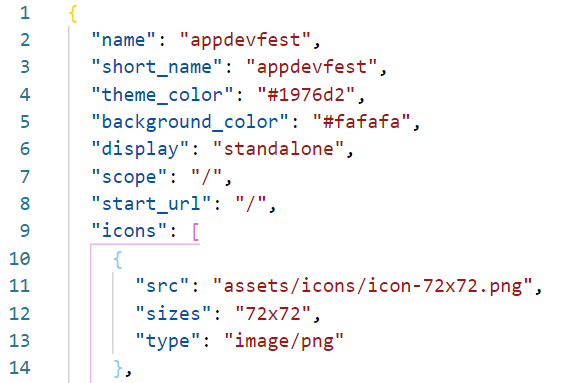 1 {
2 "name": "appdevfest",
3 "short_name": "appdevfest",
4 "theme_color": "#1976d2",
5 "background_color": "#fafafa",
6 "display": "standalone",
7 "scope": "/",
8 "start_url": "/",
9 "icons": [
10 {
11 "src": "assets/icons/icon-72x72.png",
12 "sizes": "72x72",
13 "type": "image/png"
14 },